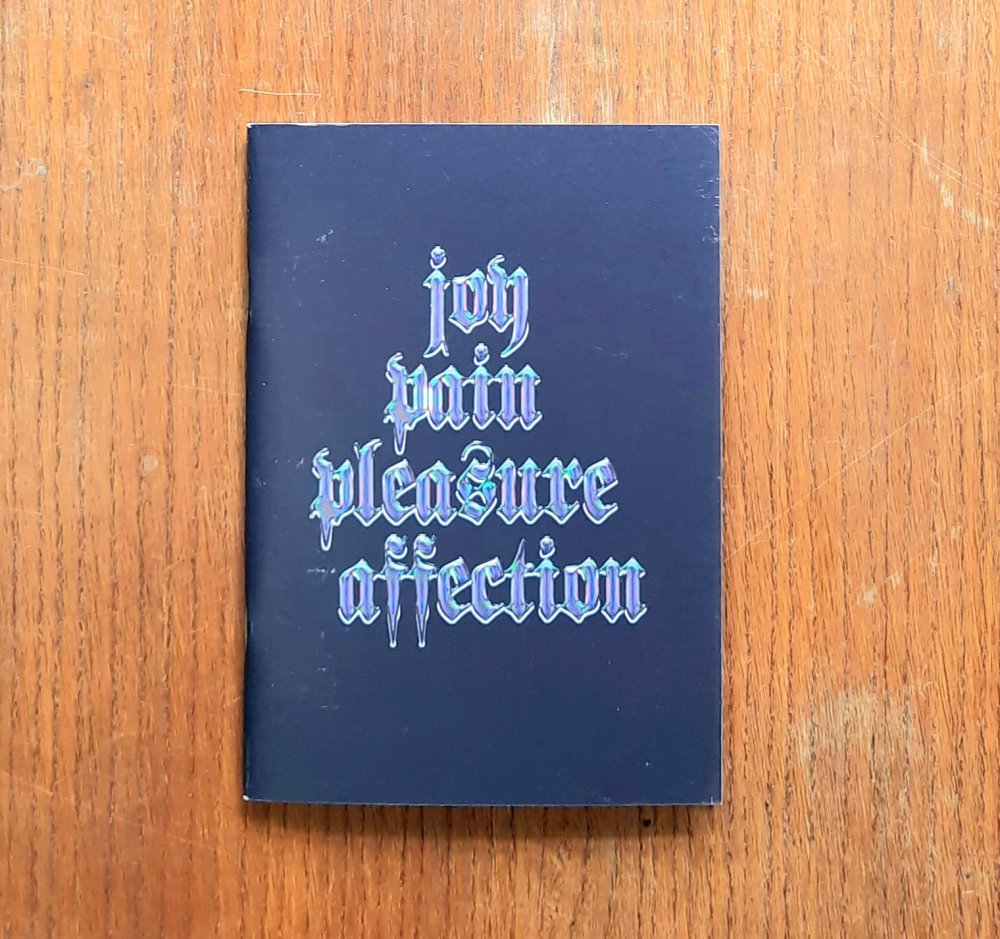 joy
pain
pleasure
affection